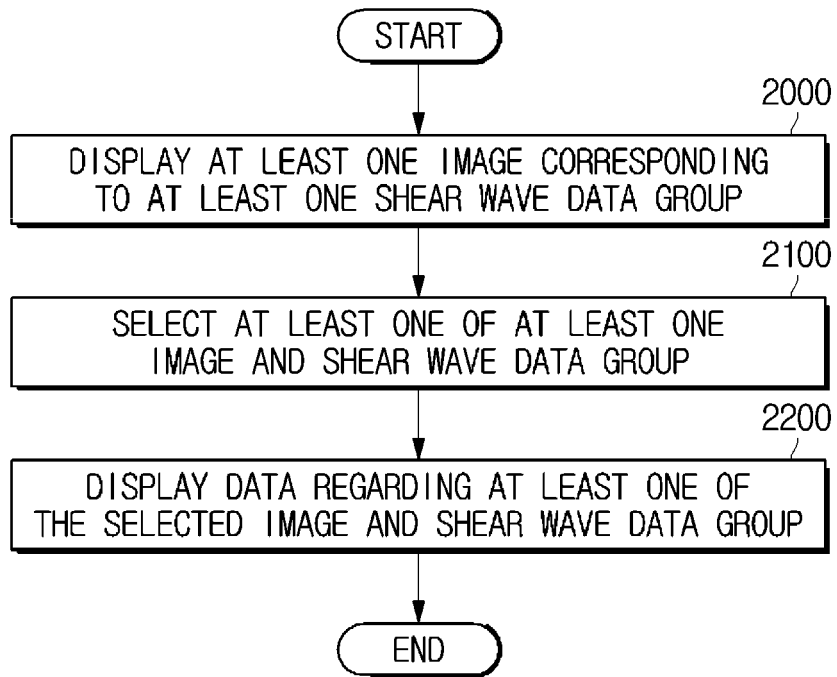 START
2000
DISPLAY AT LEAST ONE IMAGE CORRESPONDING
TO AT LEAST ONE SHEAR WAVE DATA GROUP
2100
SELECT AT LEAST ONE OF AT LEAST ONE
IMAGE AND SHEAR WAVE DATA GROUP
2200
DISPLAY DATA REGARDING AT LEAST ONE OF
THE SELECTED IMAGE AND SHEAR WAVE DATA GROUP
END